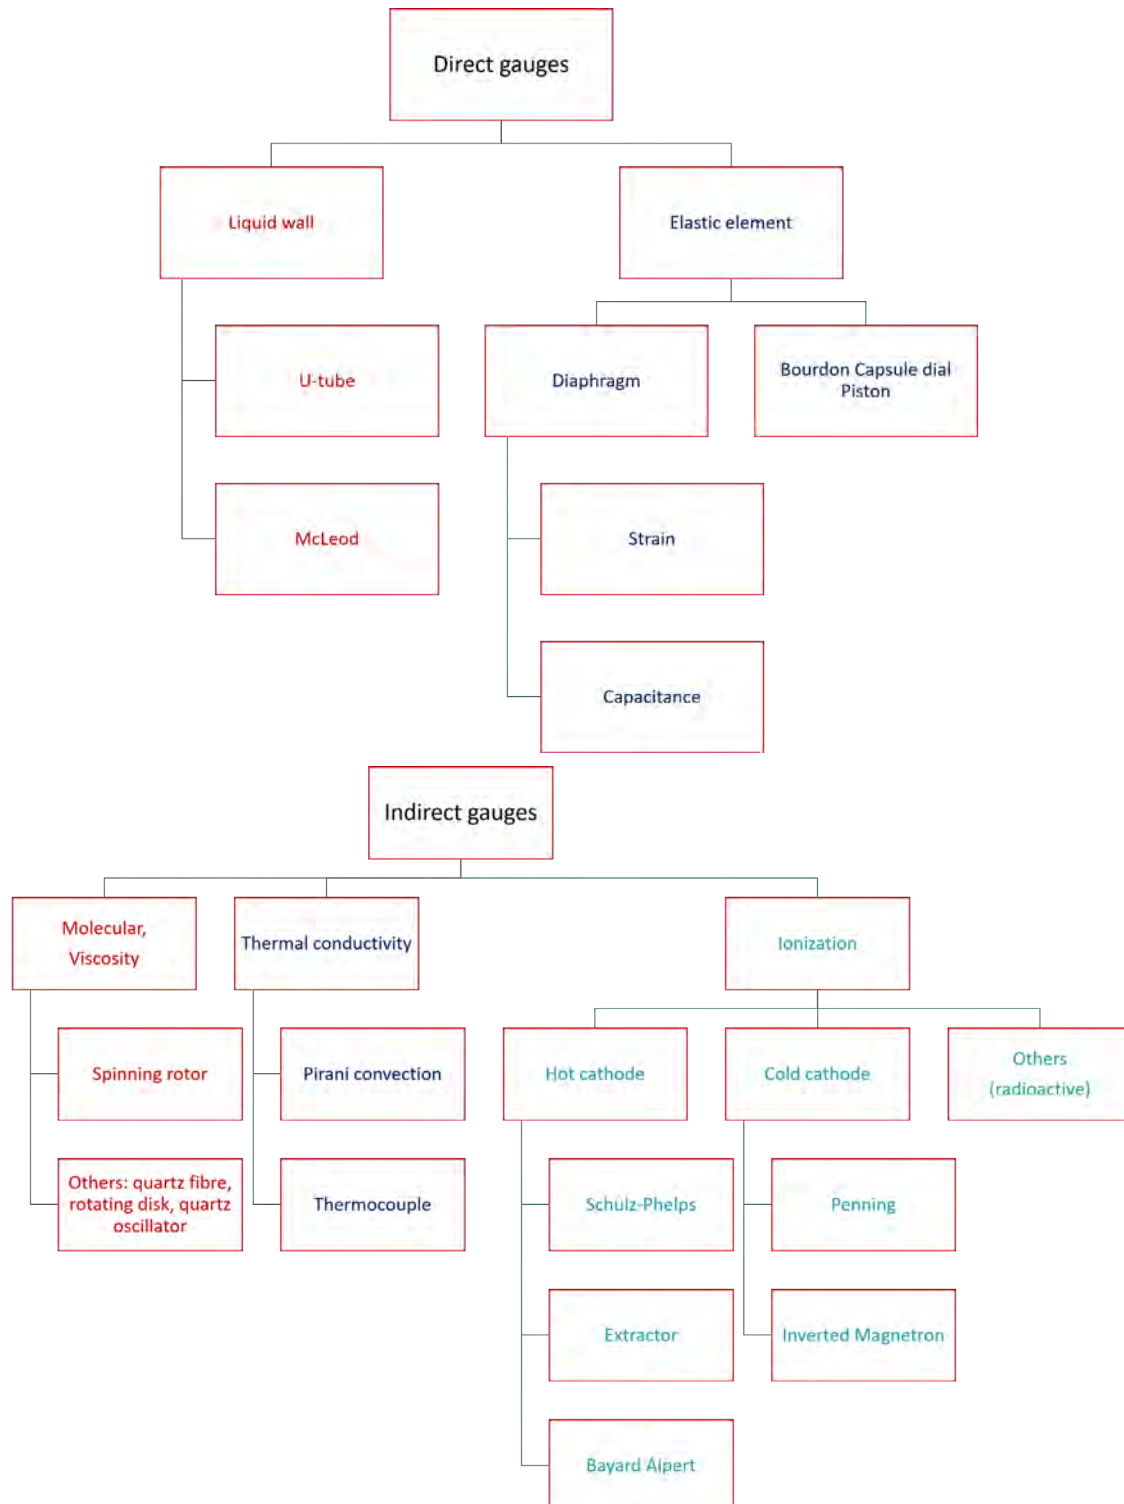 Direct gauges
Liquid wall
Elastic element
U-tube
Diaphragm
Bourdon Capsule dial
Piston
McLeod
Strain
Capacitance
Indirect gauges
Molecular,
Viscosity
Thermal conductivity
Ionization
Spinning rotor
Pirani convection
Hot cathode
Cold cathode
Others
(radioactive)
Others: quartz fibre,
rotating disk, quartz
oscillator
Thermocouple
Schulz-Phelps
Penning
Extractor
Inverted Magnetron
Bayard Alpert